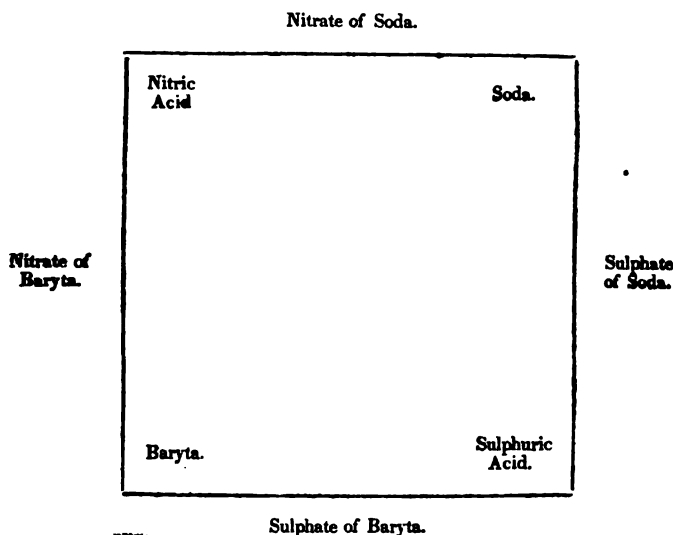 Nitrate of Soda.
Nitric
Acid
Soda.
Nitrate of
Baryta.
Sulphate
of Soda.
Baryta.
Sulphuric
Acid.
Sulphate of Baryta.